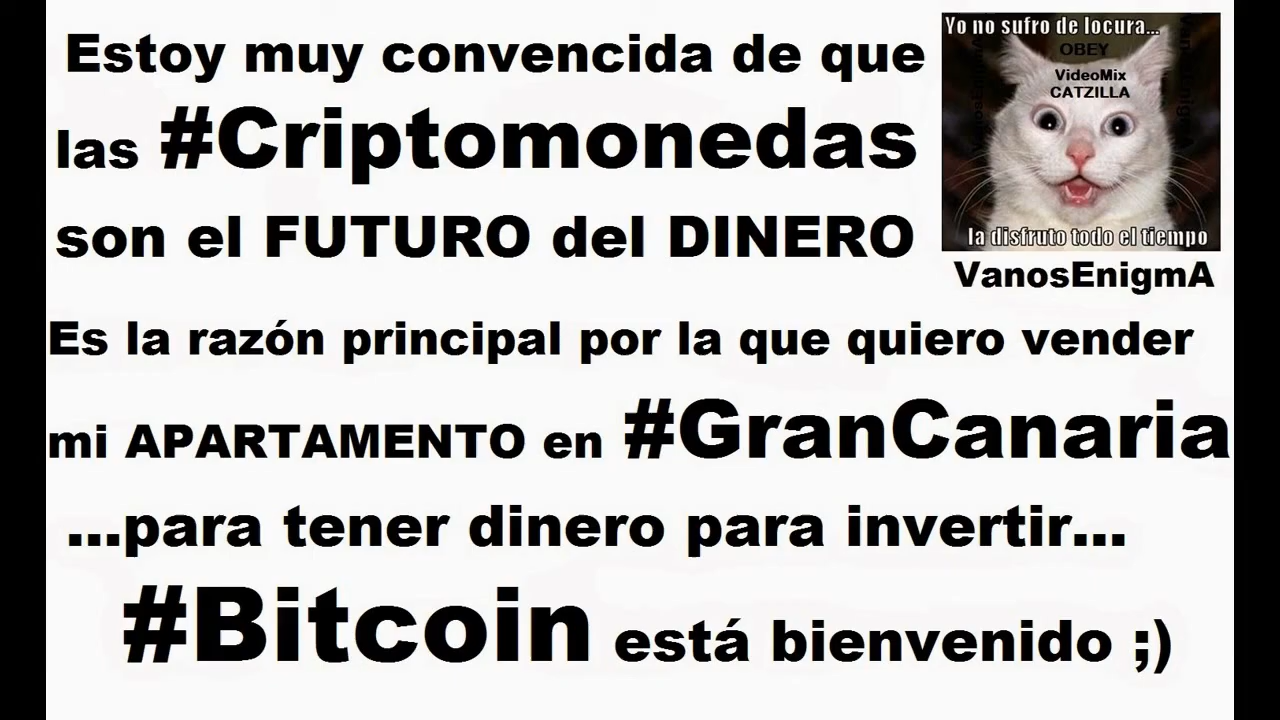 Estoy muy convencida de que
las #Criptomonedas
son el FUTURO del DINERO
Yo no sufro de locura...
OBEY
VideoMix
CATZILLA
la disfruto todo el tiempo
VanosEnigmA
Es la razón principal por la que quiero vender
mi APARTAMENTO en #GranCanaria
...para tener dinero para invertir...
#Bitcoin está bienvenido ;)